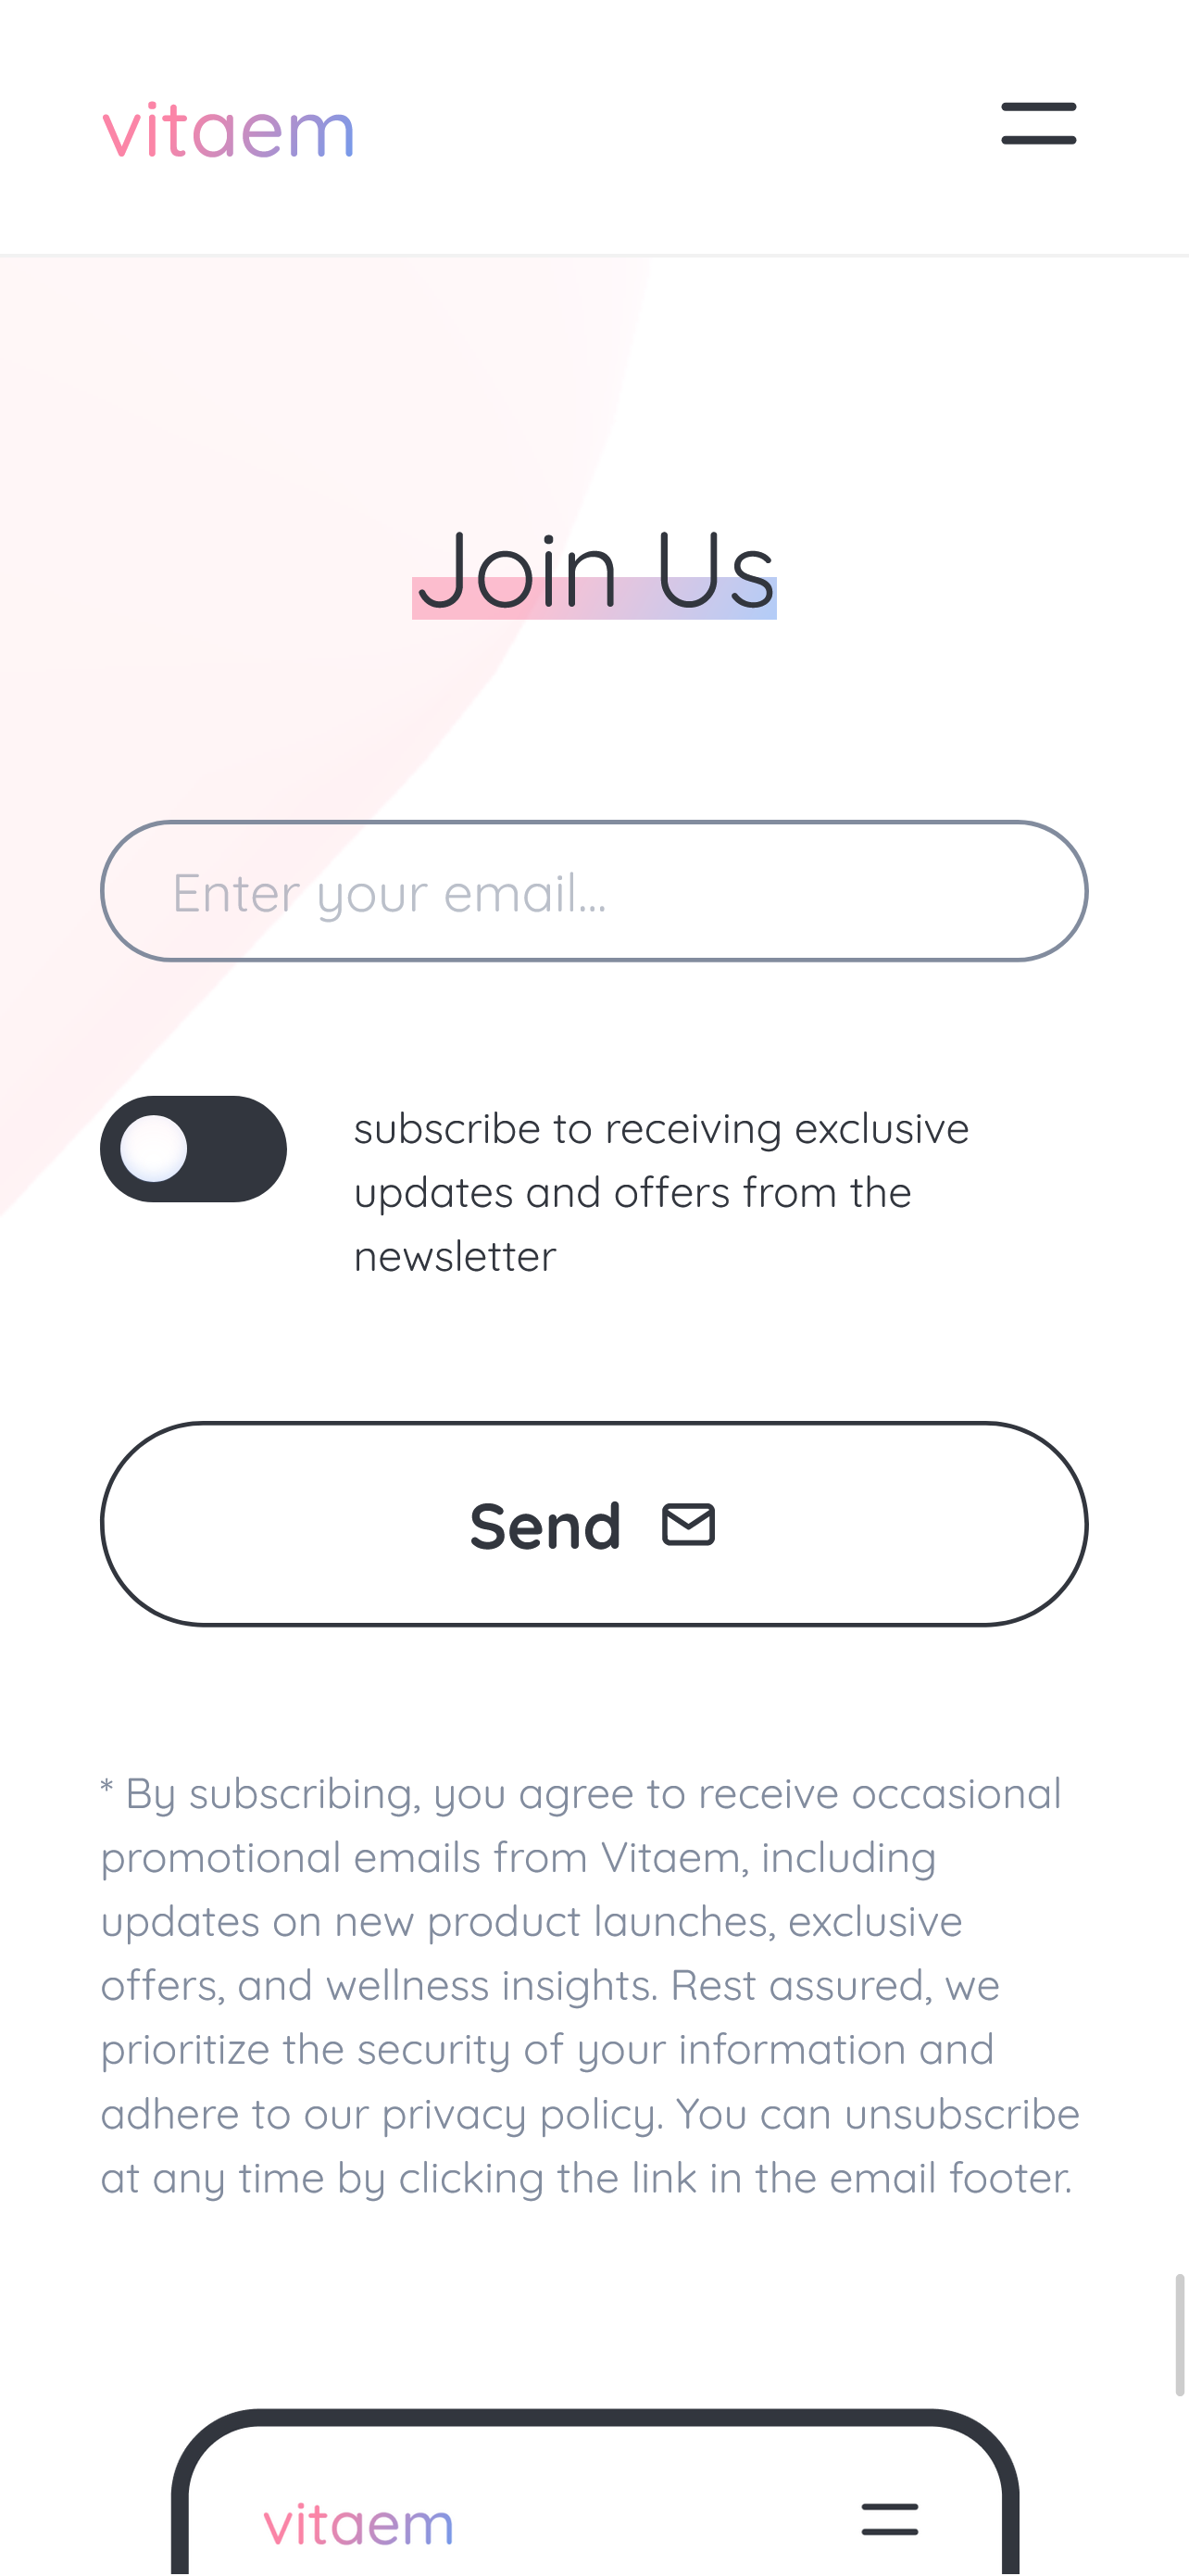 vitaem
Join Us
Enter your email...
subscribe to receiving exclusive
updates and offers from the
newsletter
Send
* By subscribing, you agree to receive occasional
promotional emails from Vitaem, including
updates on new product launches, exclusive
offers, and wellness insights. Rest assured, we
prioritize the security of your information and
adhere to our privacy policy. You can unsubscribe
at any time by clicking the link in the email footer.
vitaem